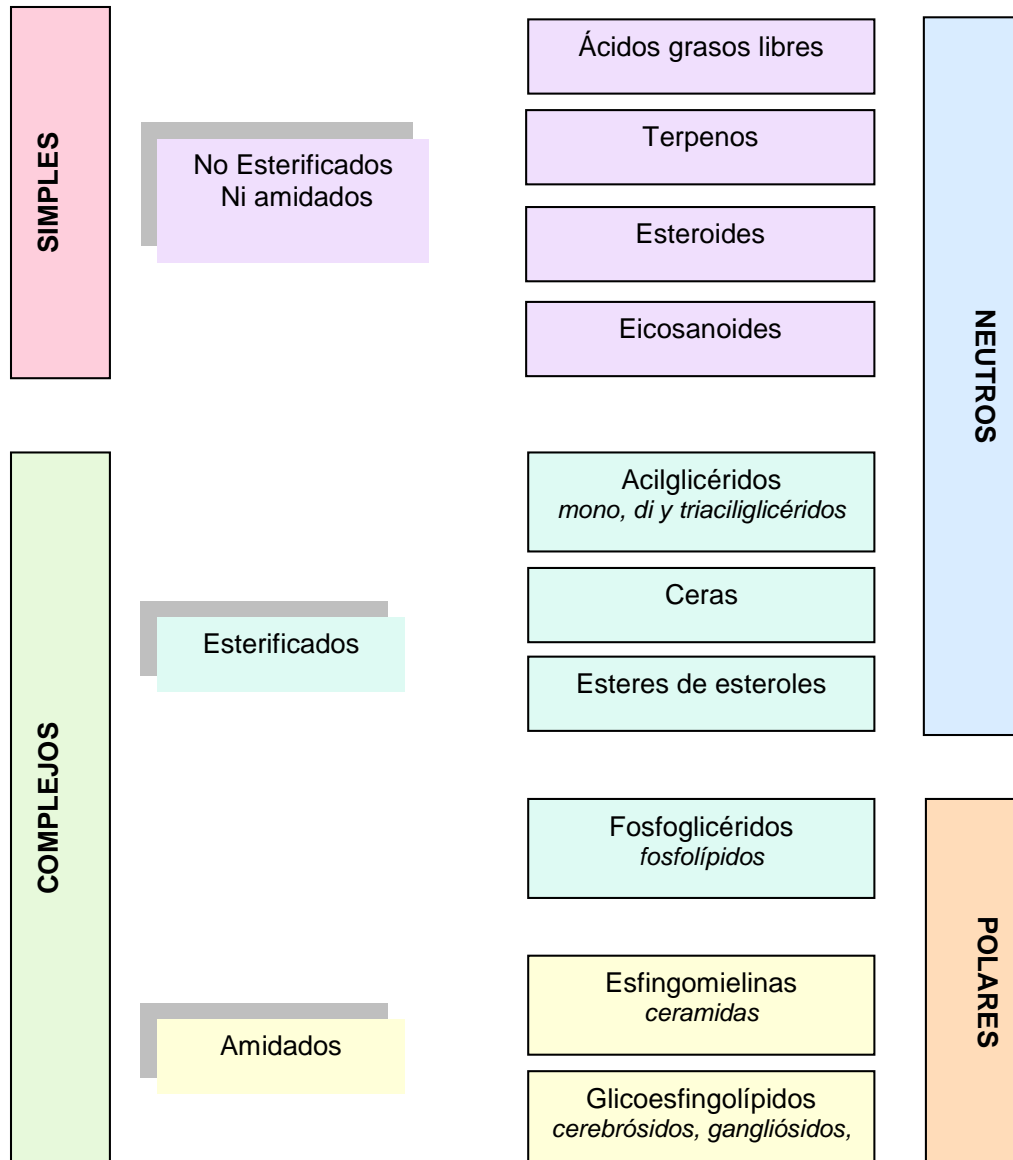 SIMPLES
No Esterificados
Ni amidados
Ácidos grasos libres
Terpenos
Esteroides
Eicosanoides
NEUTROS
COMPLEJOS
Esterificados
Acilglicéridos
mono, di y triaciliglicéridos
Ceras
Esteres de esteroles
Fosfoglicéridos
fosfolípidos
POLARES
Amidados
Esfingomielinas
ceramidas
Glicoesfingolípidos
cerebrósidos, gangliósidos,